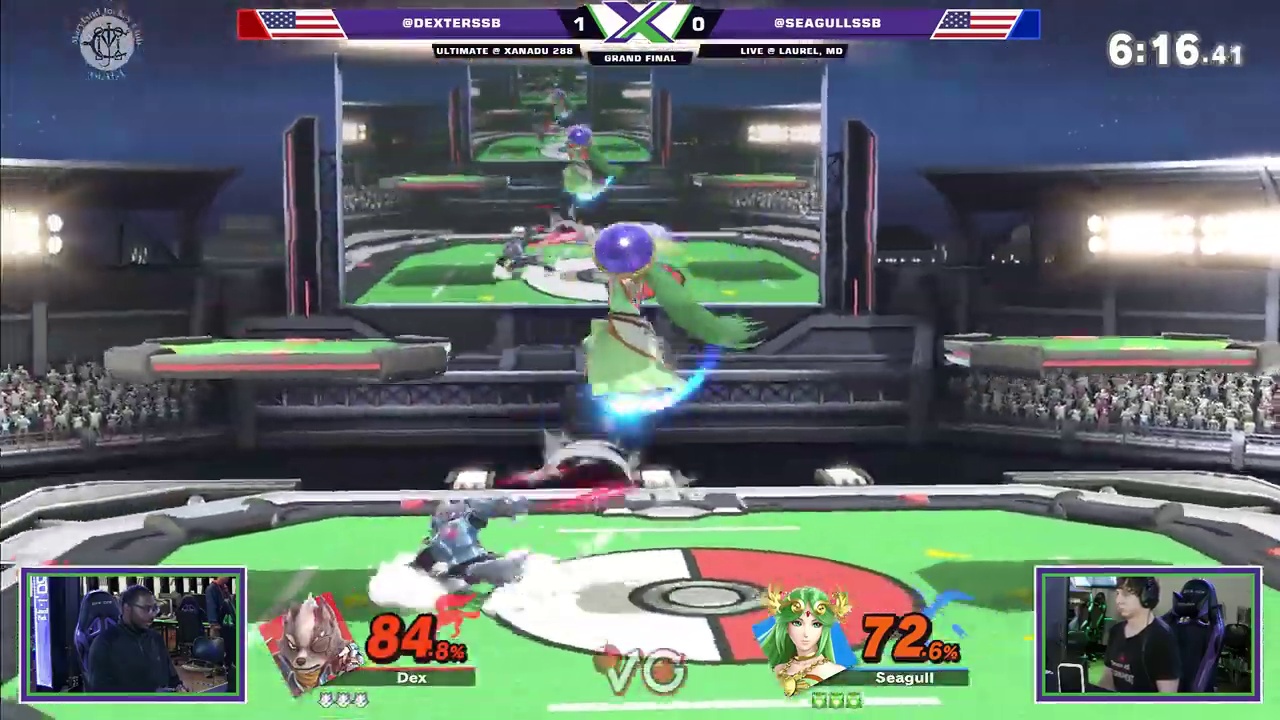 @DEXTERSSB 1 0 @SEAGULLSSB
ULTIMATE @ XANADU 288 LIVE @ LAUREL, MD
GRAND FINAL
6:16.41
84.8% 72.6%
Dex Seagull